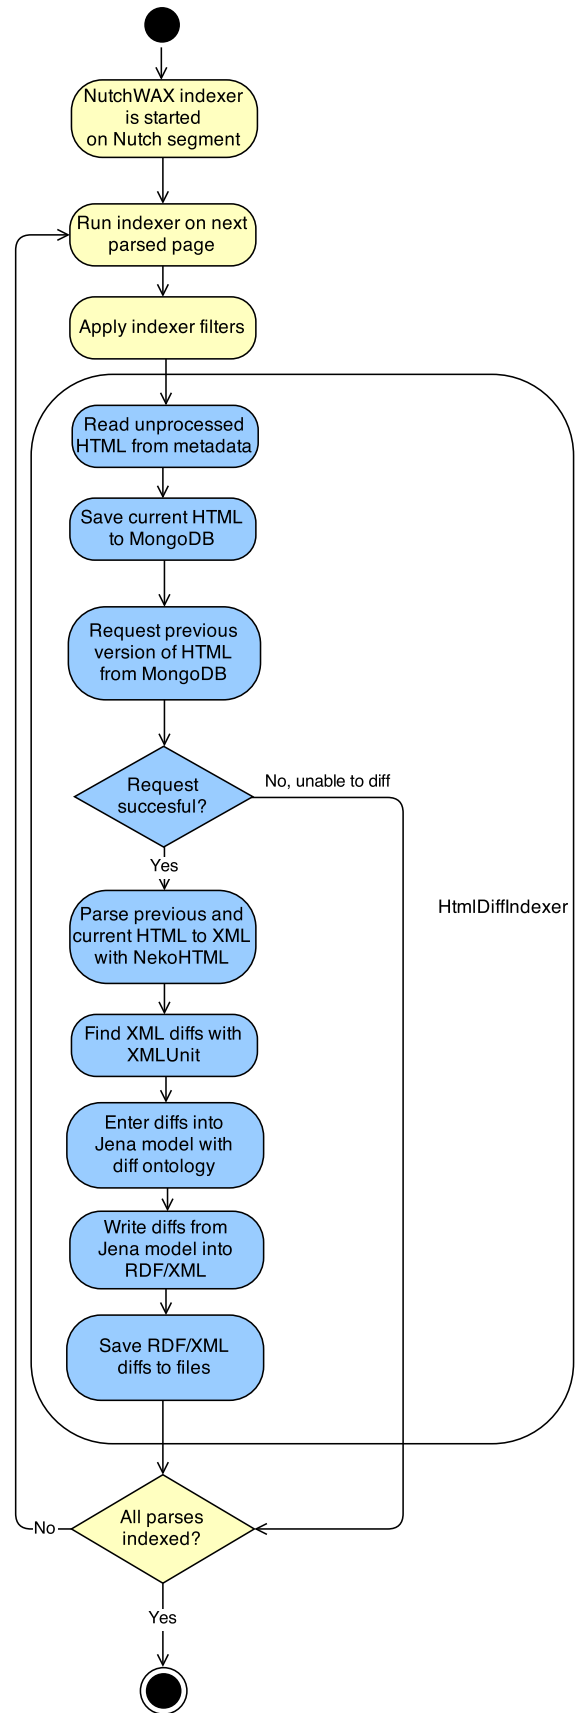 NutchWAX indexer
is started
on Nutch segment
Run indexer on next
parsed page
Apply indexer filters
Read unprocessed
HTML from metadata
Save current HTML
to MongoDB
Request previous
version of HTML
from MongoDB
Request
succesful?
No, unable to diff
Yes
HtmlDiffIndexer
Parse previous and
current HTML to XML
with NekoHTML
Find XML diffs with
XMLUnit
Enter diffs into
Jena model with
diff ontology
Write diffs from
Jena model into
RDF/XML
Save RDF/XML
diffs to files
All parses
indexed?
No
Yes